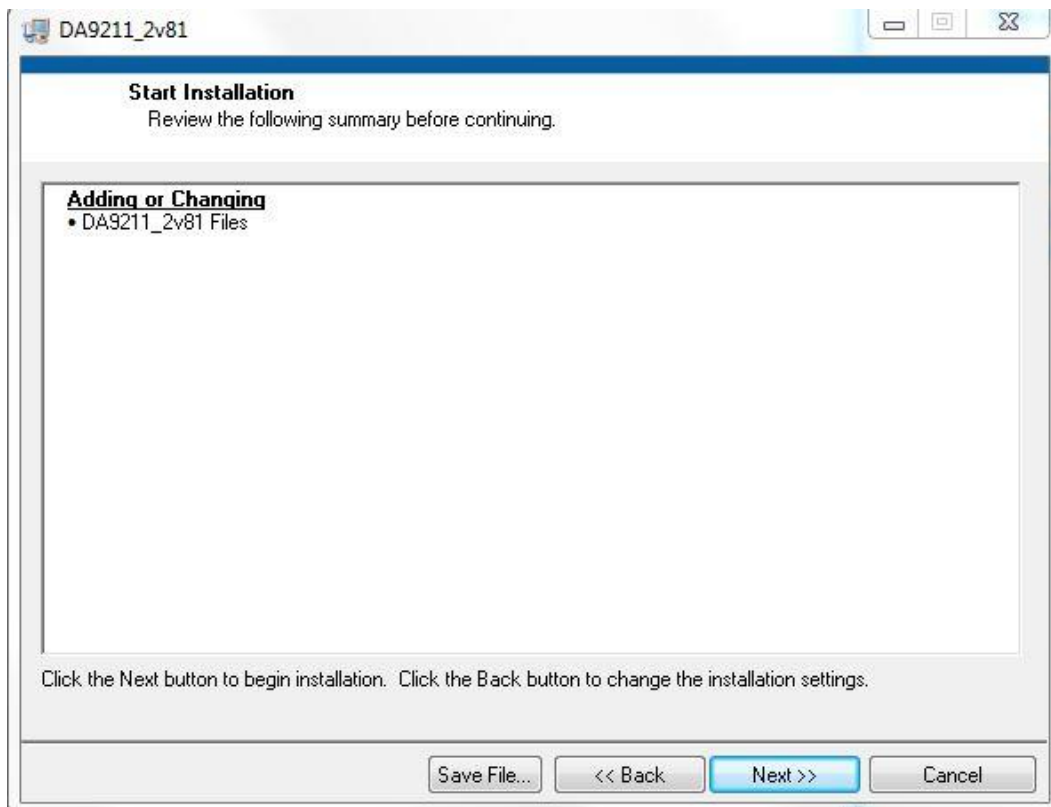 DA9211_2v81
Start Installation
Review the following summary before continuing.
Adding or Changing
• DA9211_2v81 Files
Click the Next button to begin installation.  Click the Back button to change the installation settings.
Save File... << Back Next >> Cancel